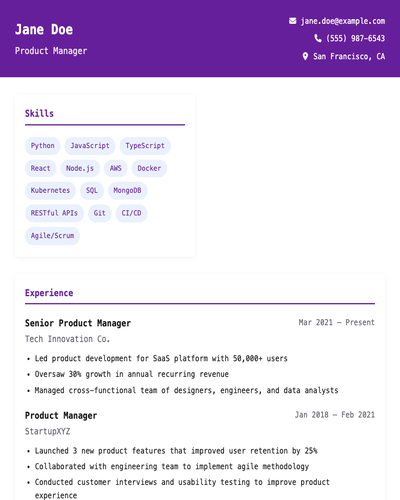 Jane Doe
Product Manager
jane.doe@example.com
(555) 987-6543
San Francisco, CA
Skills
Python JavaScript TypeScript
React Node.js AWS Docker
Kubernetes SQL MongoDB
RESTful APIs Git CI/CD
Agile/Scrum
Experience
Senior Product Manager Mar 2021 – Present
Tech Innovation Co.
• Led product development for SaaS platform with 50,000+ users
• Oversaw 30% growth in annual recurring revenue
• Managed cross-functional team of designers, engineers, and data analysts
Product Manager Jan 2018 – Feb 2021
StartupXYZ
• Launched 3 new product features that improved user retention by 25%
• Collaborated with engineering team to implement agile methodology
• Conducted customer interviews and usability testing to improve product
experience